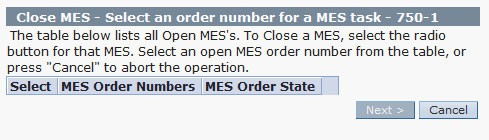 Close MES - Select an order number for a MES task - 750-1
The table below lists all Open MES's. To Close a MES, select the radio
button for that MES. Select an open MES order number from the table, or
press "Cancel" to abort the operation.
Select MES Order Numbers MES Order State
Next > Cancel